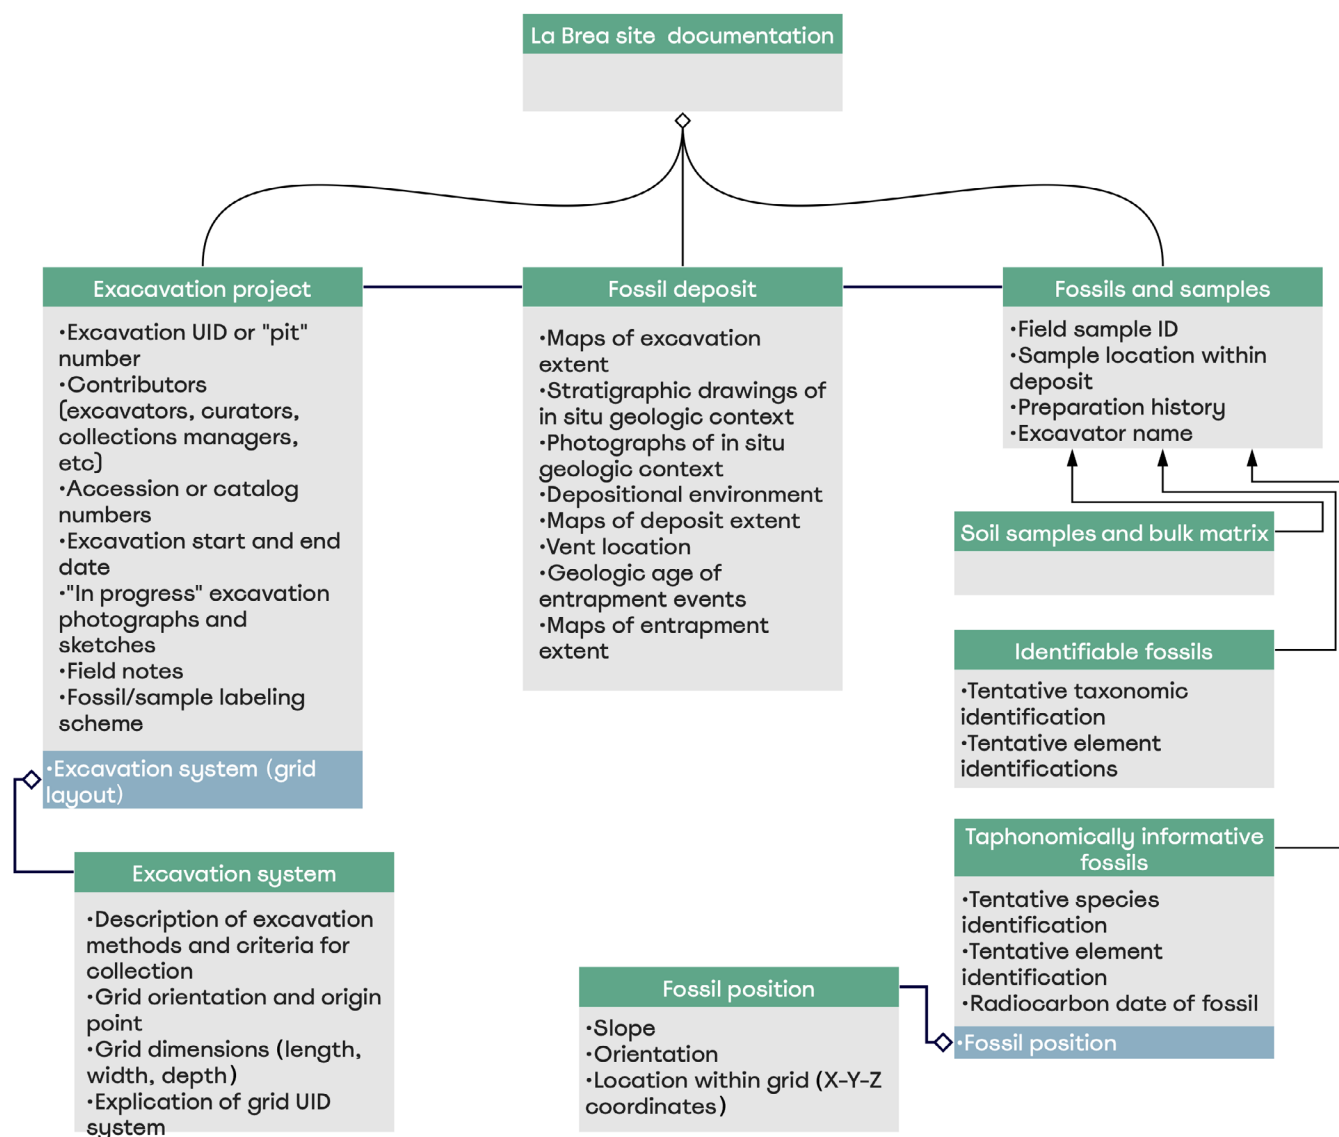 La Brea site documentation
Exacavation project
•Excavation UID or "pit"
number
•Contributors
(excavators, curators,
collections managers,
etc)
•Accession or catalog
numbers
•Excavation start and end
date
•"In progress" excavation
photographs and
sketches
•Field notes
•Fossil/sample labeling
scheme
•Excavation system (grid
layout)
Excavation system
•Description of excavation
methods and criteria for
collection
•Grid orientation and origin
point
•Grid dimensions (length,
width, depth)
•Explication of grid UID
system
Fossil deposit
•Maps of excavation
extent
•Stratigraphic drawings of
in situ geologic context
•Photographs of in situ
geologic context
•Depositional environment
•Maps of deposit extent
•Vent location
•Geologic age of
entrapment events
•Maps of entrapment
extent
Fossils and samples
•Field sample ID
•Sample location within
deposit
•Preparation history
•Excavator name
Soil samples and bulk matrix
Identifiable fossils
•Tentative taxonomic
identification
•Tentative element
identifications
Taphonomically informative
fossils
•Tentative species
identification
•Tentative element
identification
•Radiocarbon date of fossil
•Fossil position
Fossil position
•Slope
•Orientation
•Location within grid (X-Y-Z
coordinates)